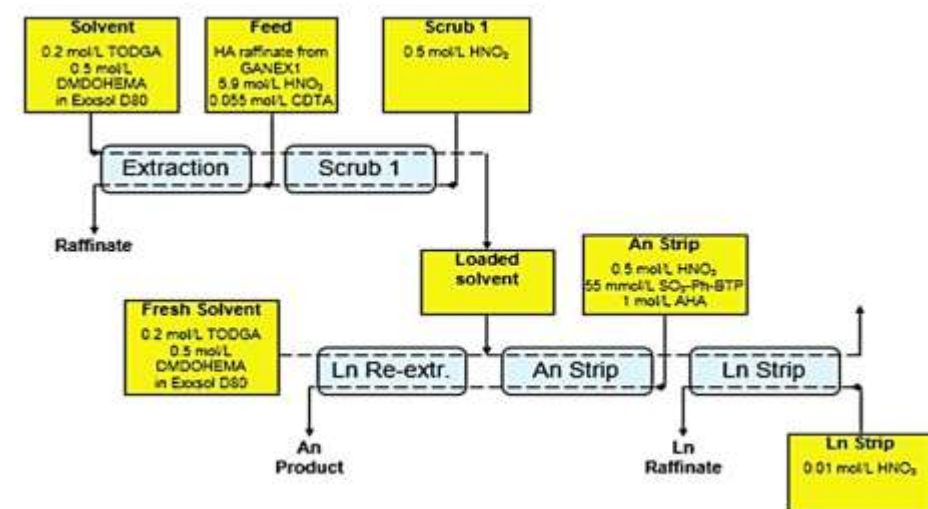 Solvent
0.2 mol/L TODGA
0.5 mol/L
DMDOHEMA
in Exxsol D80
Feed
HA raffinate from
GANEX1
5.9 mol/L HNO₃
0.055 mol/L CDTA
Scrub 1
0.5 mol/L HNO₃
Extraction
Scrub 1
Raffinate
Loaded
solvent
An Strip
0.5 mol/L HNO₃
55 mmol/L SO₃-Ph-BTP
1 mol/L AHA
Fresh Solvent
0.2 mol/L TODGA
0.5 mol/L
DMDOHEMA
in Exxsol D80
Ln Re-extr.
An Strip
Ln Strip
An
Product
Ln
Raffinate
Ln Strip
0.01 mol/L HNO₃